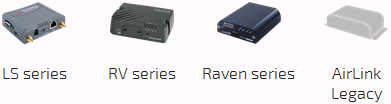 LS series
RV series
Raven series
AirLink
Legacy